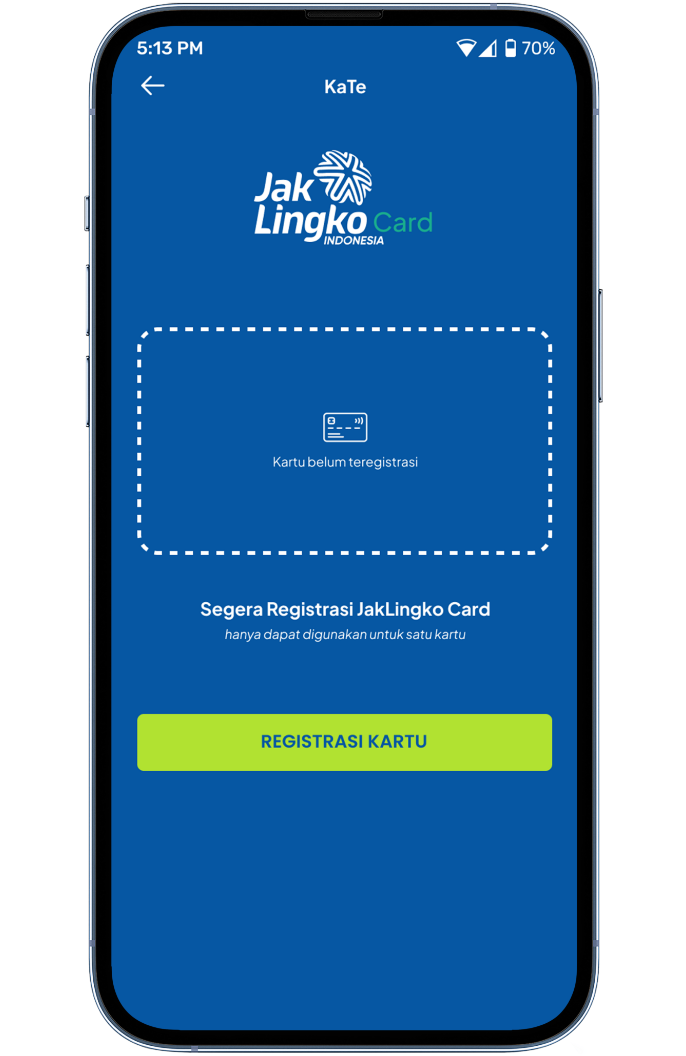 5:13 PM
70%
KaTe
Jak
Lingko Card
INDONESIA
Kartu belum teregistrasi
Segera Registrasi JakLingko Card
hanya dapat digunakan untuk satu kartu
REGISTRASI KARTU